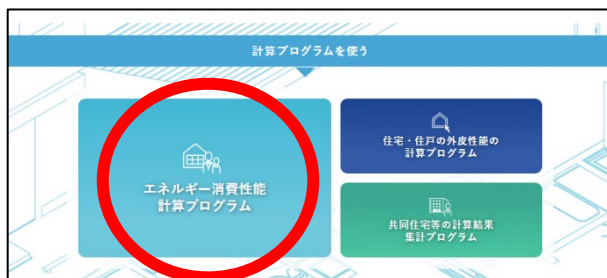 計算プログラムを使う
エネルギー消費性能
計算プログラム
住宅・住戸の外皮性能の
計算プログラム
共同住宅等の計算結果
集計プログラム